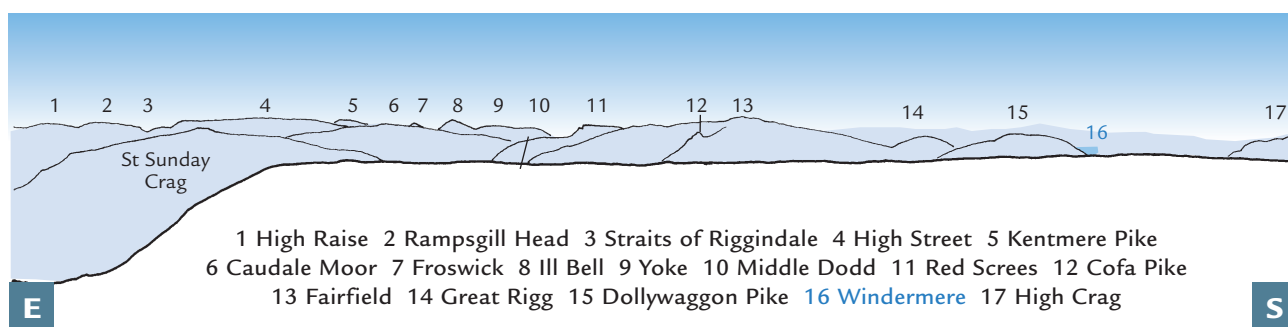 1 2 3 4 5 6 7 8 9 10 11 12 13 14 15 16 17
St Sunday
Crag
1 High Raise 2 Rampsgill Head 3 Straits of Riggindale 4 High Street 5 Kentmere Pike
6 Caudale Moor 7 Froswick 8 Ill Bell 9 Yoke 10 Middle Dodd 11 Red Screes 12 Cofa Pike
13 Fairfield 14 Great Rigg 15 Dollywaggon Pike 16 Windermere 17 High Crag
E S